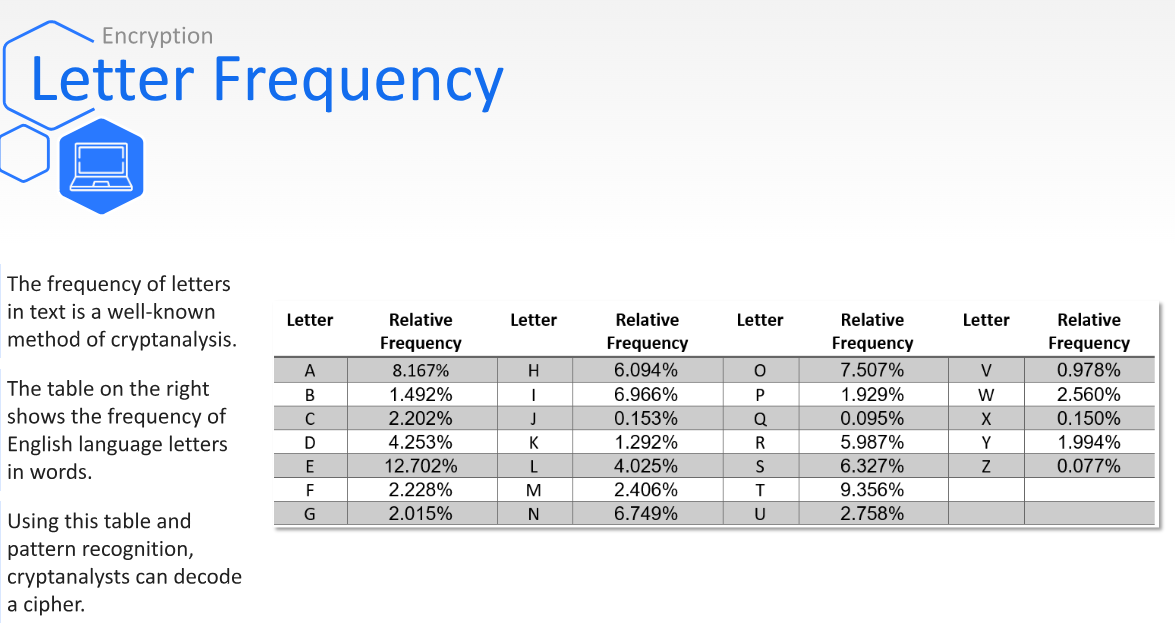 Encryption
Letter Frequency
The frequency of letters
in text is a well-known
method of cryptanalysis.
The table on the right
shows the frequency of
English language letters
in words.
Using this table and
pattern recognition,
cryptanalysts can decode
a cipher.
Letter Relative Frequency Letter Relative Frequency Letter Relative Frequency Letter Relative Frequency
A 8.167% H 6.094% O 7.507% V 0.978%
B 1.492% I 6.966% P 1.929% W 2.560%
C 2.202% J 0.153% Q 0.095% X 0.150%
D 4.253% K 1.292% R 5.987% Y 1.994%
E 12.702% L 4.025% S 6.327% Z 0.077%
F 2.228% M 2.406% T 9.356%
G 2.015% N 6.749% U 2.758%